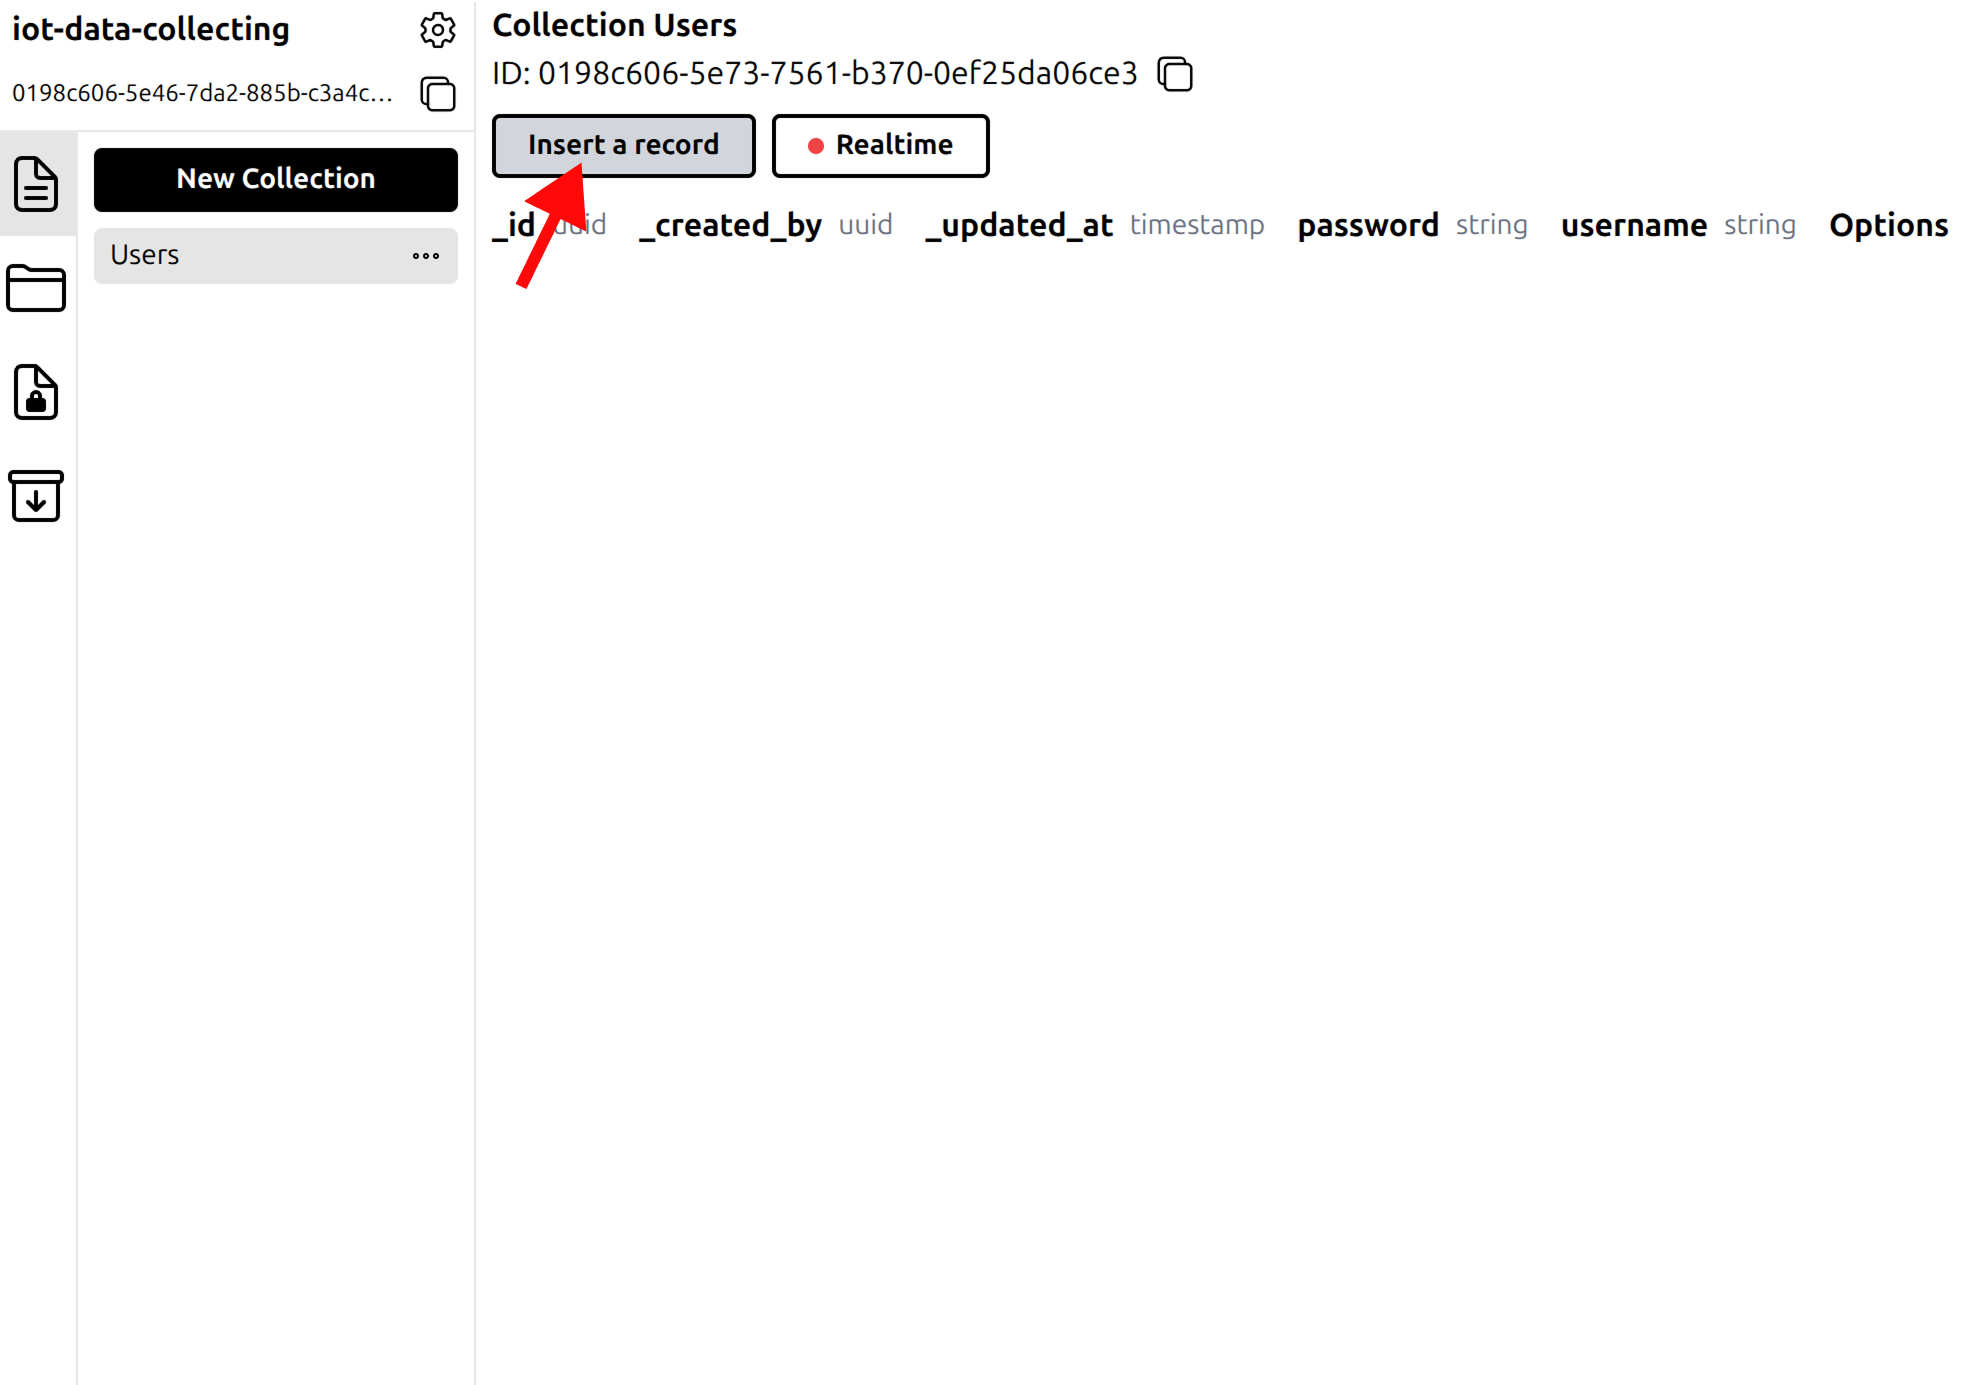 iot-data-collecting
0198c606-5e46-7da2-885b-c3a4c...
New Collection
Users
Collection Users
ID: 0198c606-5e73-7561-b370-0ef25da06ce3
Insert a record
Realtime
_id uuid _created_by uuid _updated_at timestamp password string username string Options